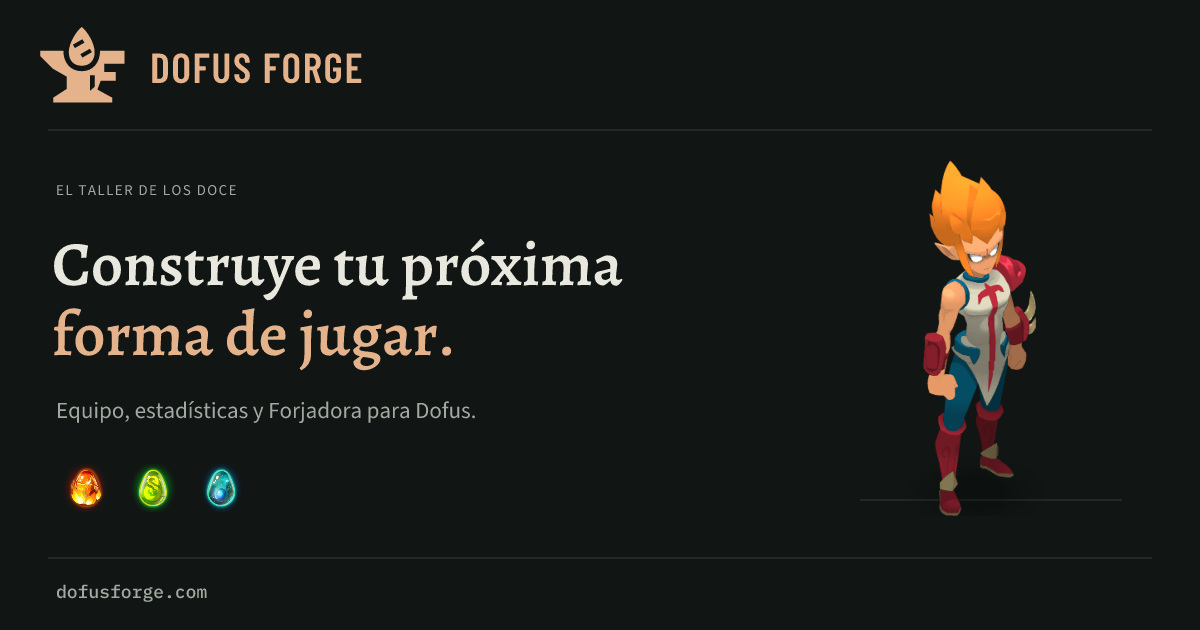 DOFUS FORGE
EL TALLER DE LOS DOCE
Construye tu próxima
forma de jugar.
Equipo, estadísticas y Forjadora para Dofus.
dofusforge.com